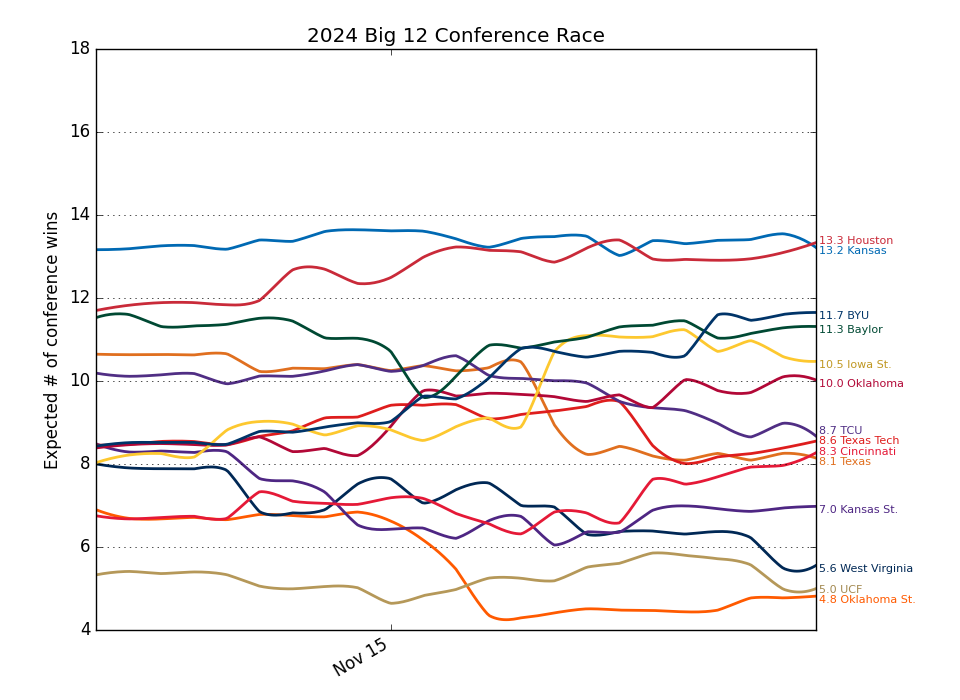 2024 Big 12 Conference Race
Expected # of conference wins
18
16
14
12
10
8
6
4
Nov 15
13.3 Houston
13.2 Kansas
11.7 BYU
11.3 Baylor
10.5 Iowa St.
10.0 Oklahoma
8.7 TCU
8.6 Texas Tech
8.3 Cincinnati
8.1 Texas
7.0 Kansas St.
5.6 West Virginia
5.0 UCF
4.8 Oklahoma St.